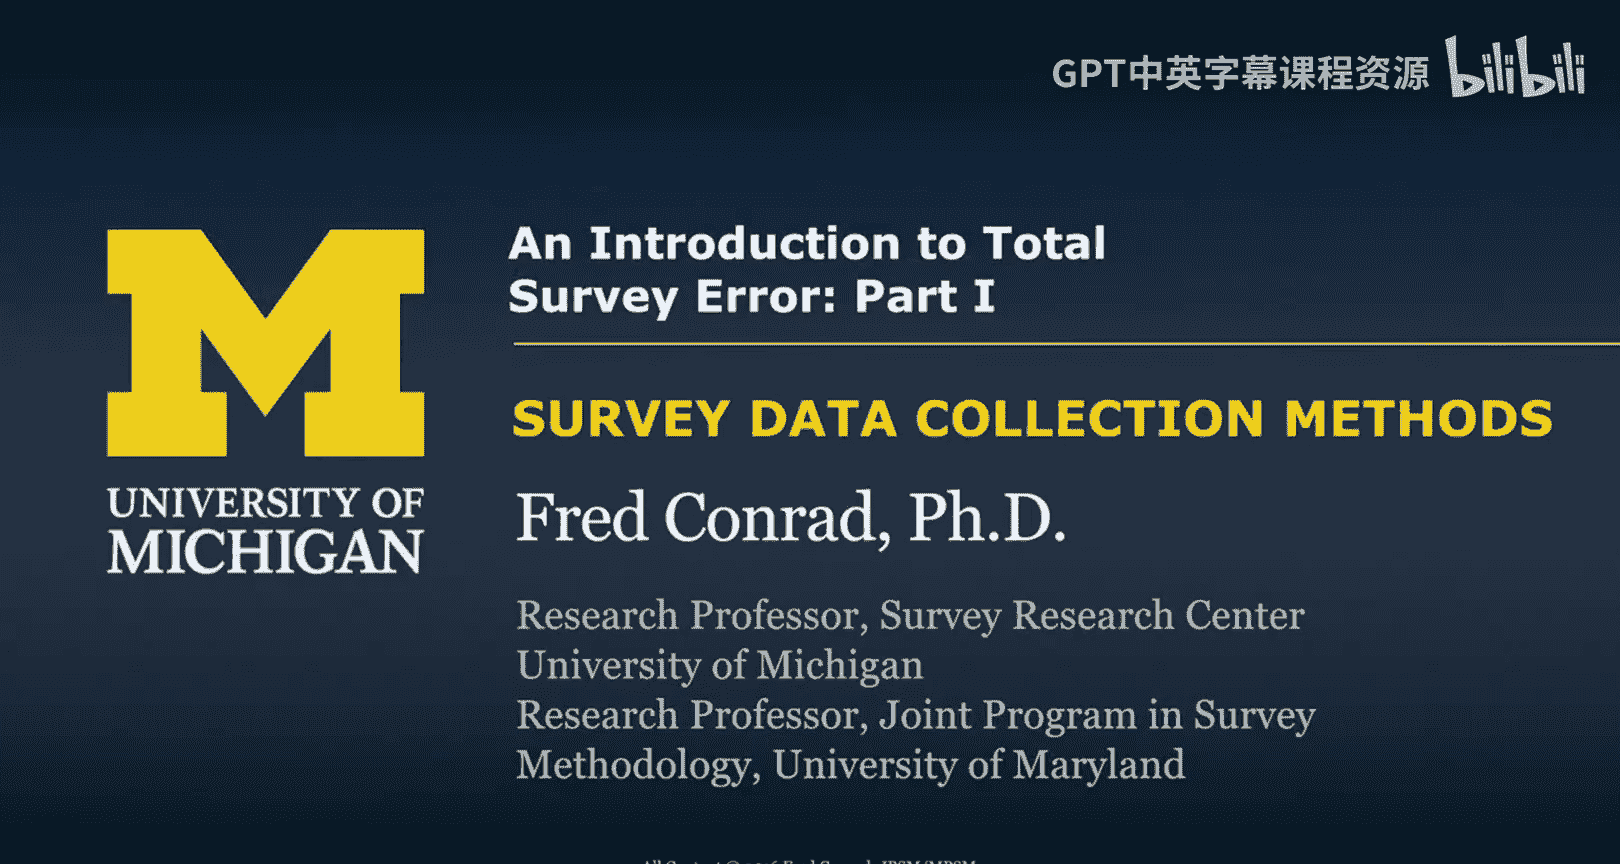 GPT中英字幕课程资源 bilibili
An Introduction to Total
Survey Error: Part I
SURVEY DATA COLLECTION METHODS
Fred Conrad, Ph.D.
UNIVERSITY OF
MICHIGAN
Research Professor, Survey Research Center
University of Michigan
Research Professor, Joint Program in Survey
Methodology, University of Maryland